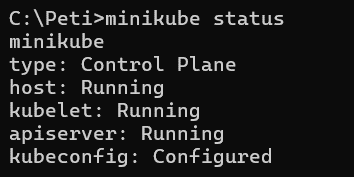 C:\Peti>minikube status
minikube
type: Control Plane
host: Running
kubelet: Running
apiserver: Running
kubeconfig: Configured